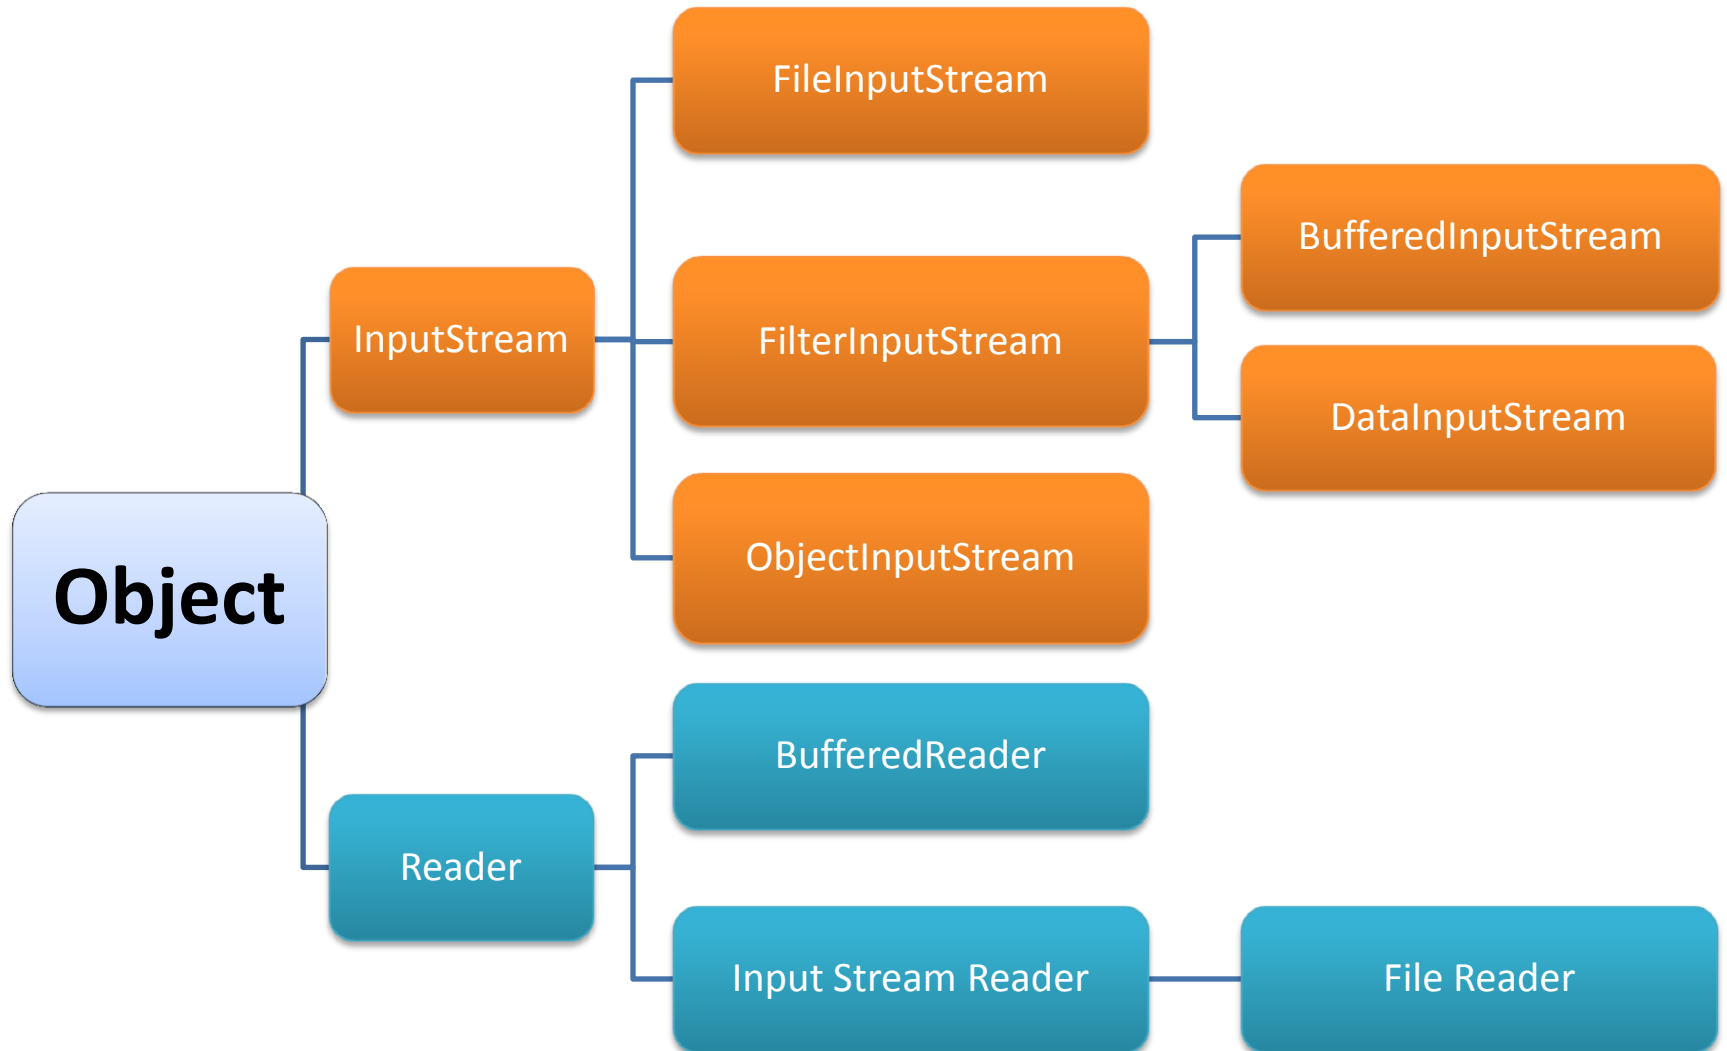 FileInputStream
BufferedInputStream
InputStream
FilterInputStream
DataInputStream
ObjectInputStream
Object
BufferedReader
Reader
Input Stream Reader
File Reader